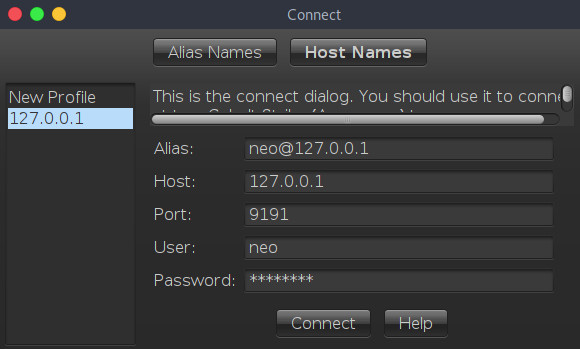 Connect
Alias Names
Host Names
New Profile
127.0.0.1
This is the connect dialog. You should use it to conne
Alias: neo@127.0.0.1
Host: 127.0.0.1
Port: 9191
User: neo
Password: ********
Connect
Help